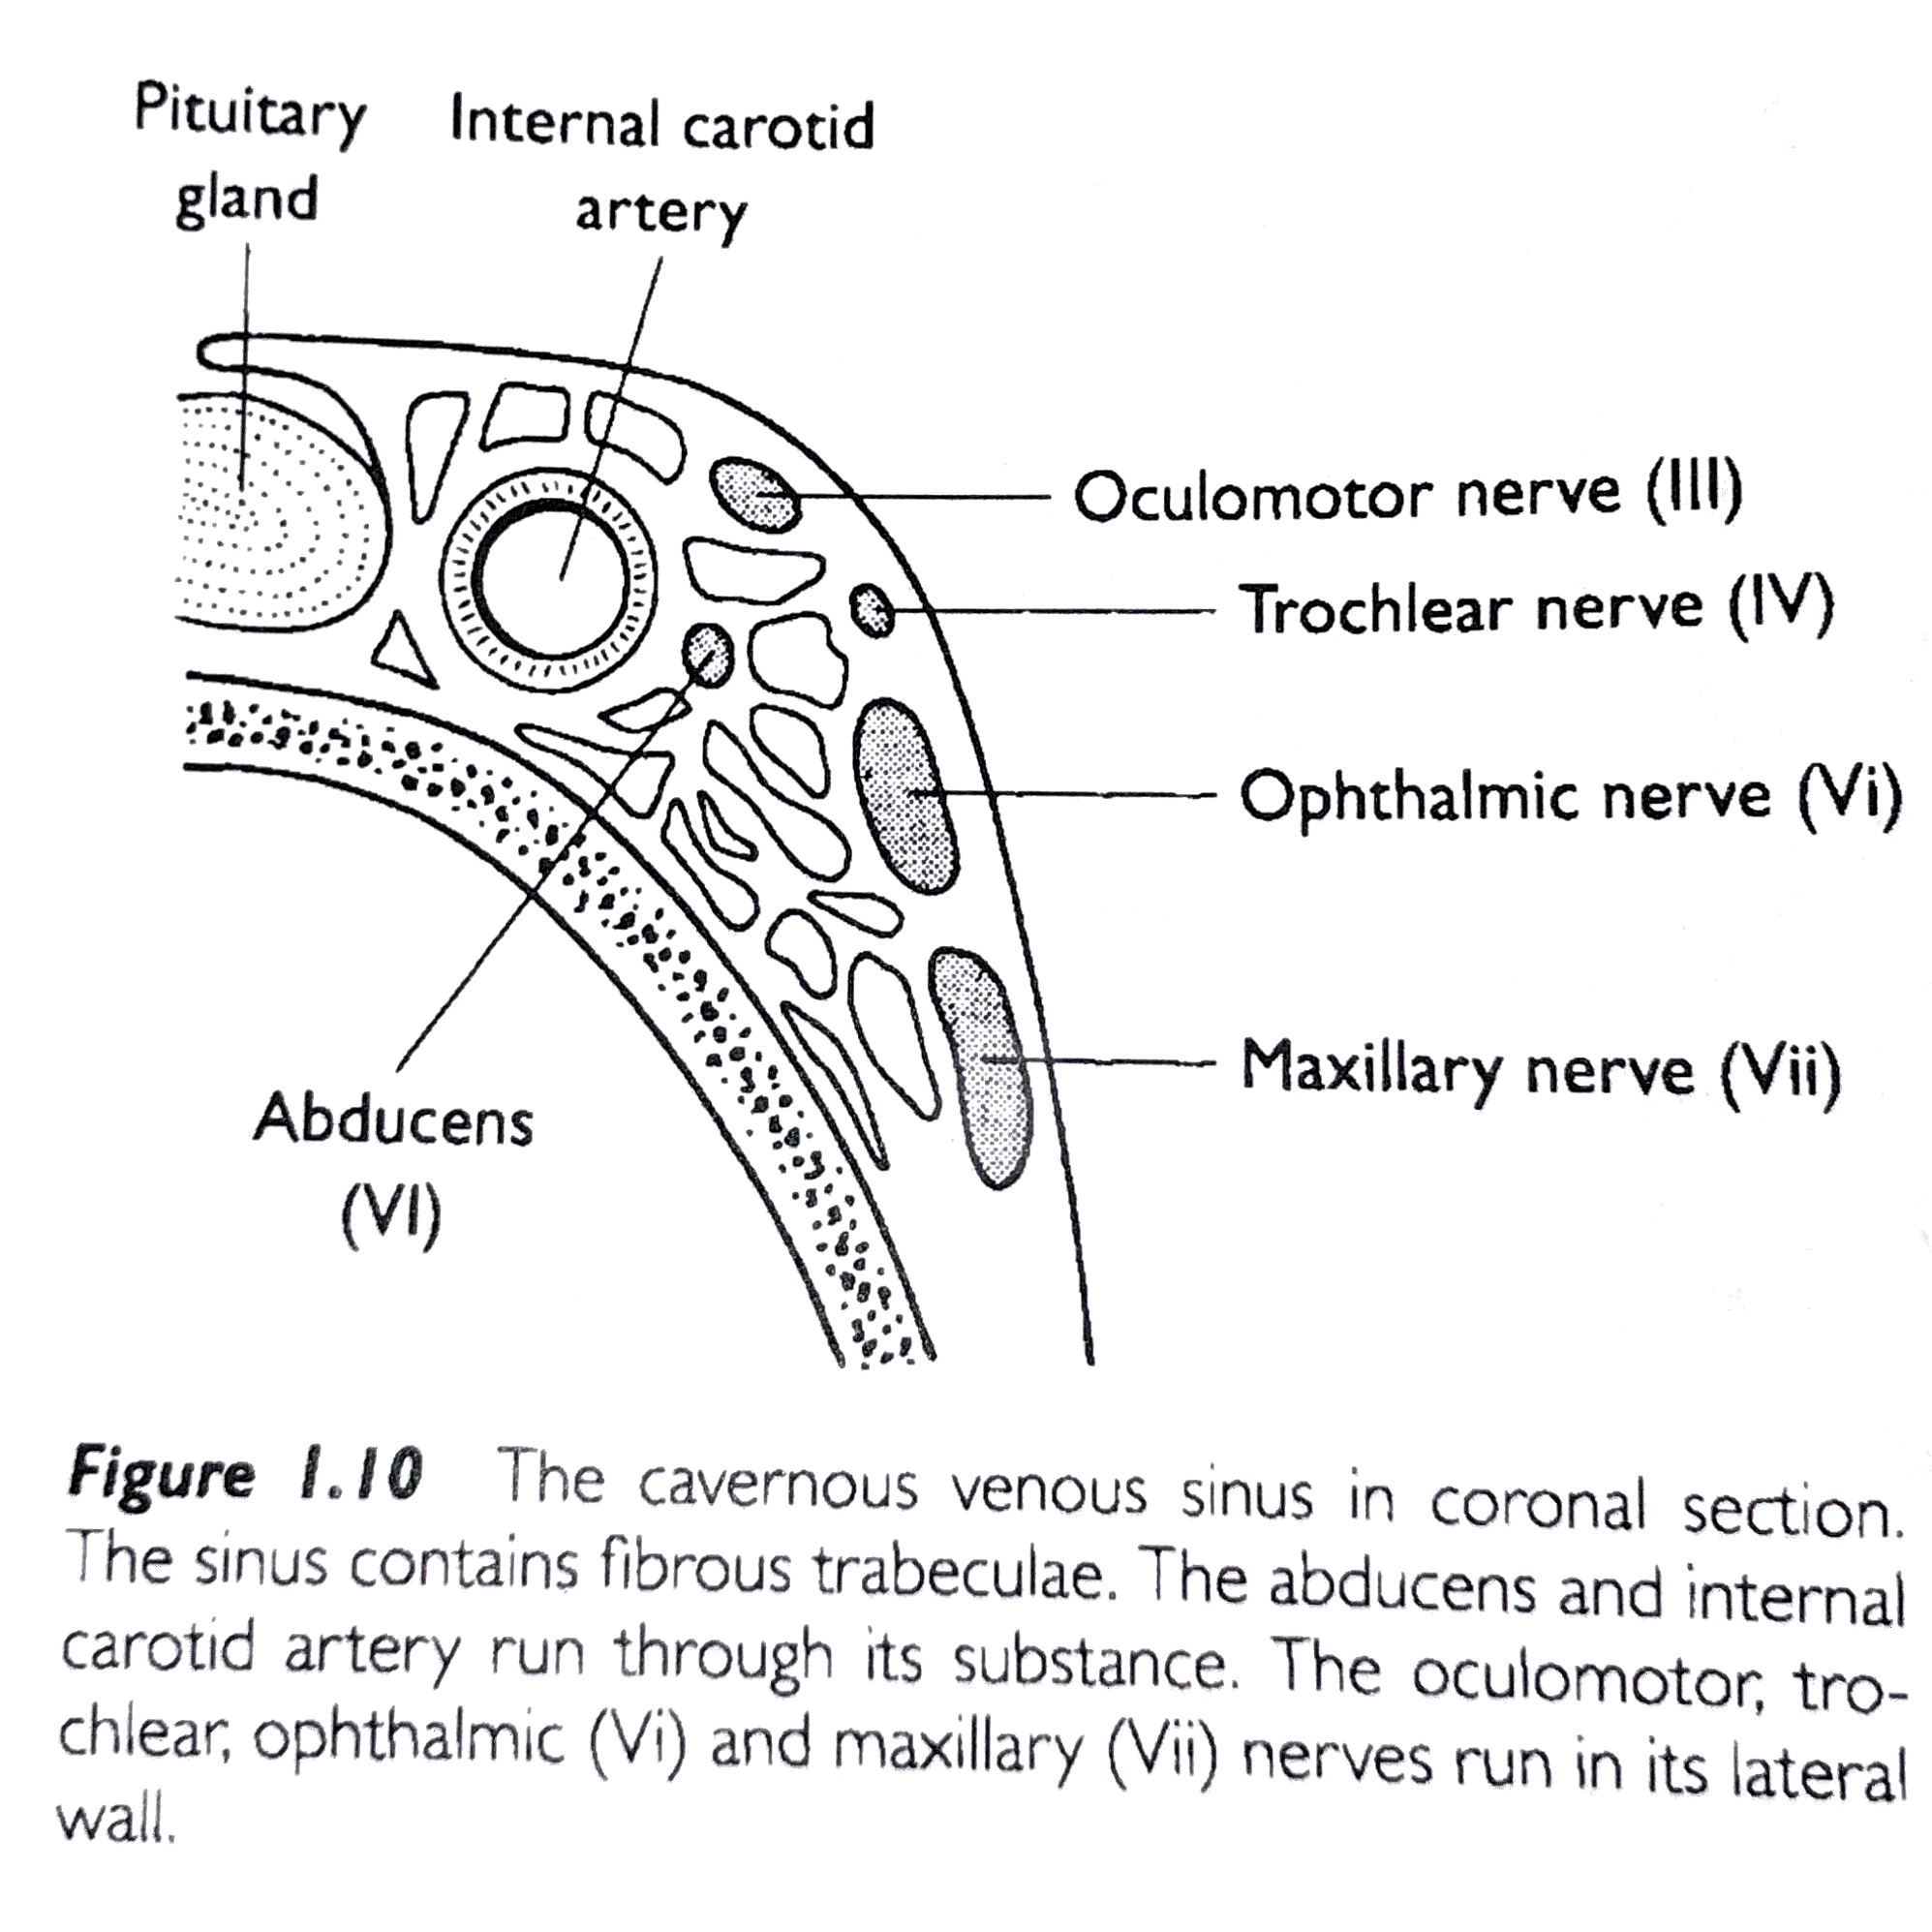 Pituitary
gland
Internal carotid
artery
Oculomotor nerve (III)
Trochlear nerve (IV)
Ophthalmic nerve (Vi)
Maxillary nerve (Vii)
Abducens
(VI)
Figure 1.10 The cavernous venous sinus in coronal section.
The sinus contains fibrous trabeculae. The abducens and internal
carotid artery run through its substance. The oculomotor, tro-
chlear, ophthalmic (Vi) and maxillary (Vii) nerves run in its lateral
wall.